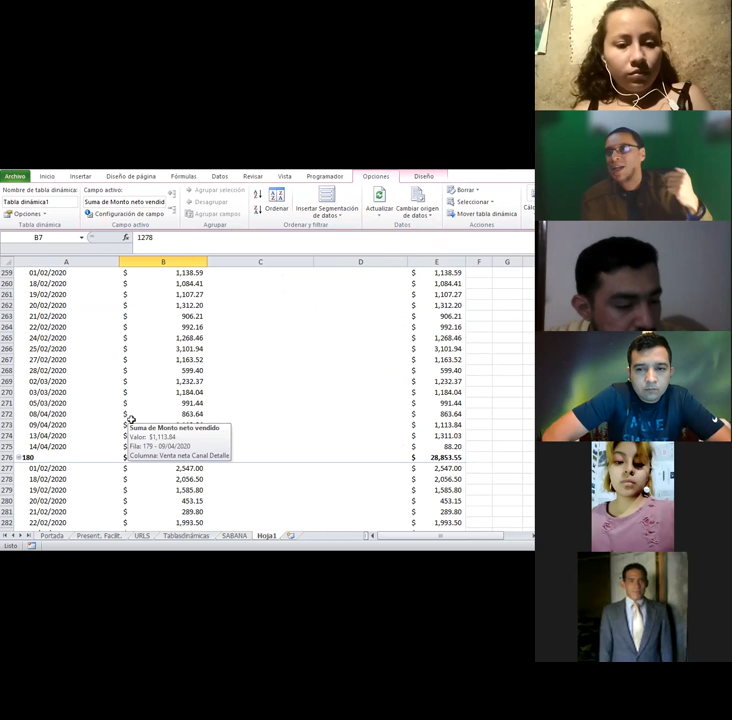 Archivo Inicio Insertar Diseño de página Fórmulas Datos Revisar Vista Programador Opciones Diseño
Nombre de tabla dinámica: Campo activo: Agrupar selección Borrar
Tabla dinámica1 Suma de Monto neto vendid Desagrupar Ordenar Insertar Segmentación de datos Actualizar Cambiar origen de datos Seleccionar
Opciones Configuración de campo Agrupar campos Mover tabla dinámica
Tabla dinámica Campo activo Agrupar Ordenar y filtrar Datos Acciones
B7 fx 1278
A B C D E F G
259 01/02/2020 $ 1,138.59 $ 1,138.59
260 18/02/2020 $ 1,084.41 $ 1,084.41
261 19/02/2020 $ 1,107.27 $ 1,107.27
262 20/02/2020 $ 1,312.20 $ 1,312.20
263 21/02/2020 $ 906.21 $ 906.21
264 22/02/2020 $ 992.16 $ 992.16
265 24/02/2020 $ 1,268.46 $ 1,268.46
266 25/02/2020 $ 3,101.94 $ 3,101.94
267 27/02/2020 $ 1,163.52 $ 1,163.52
268 28/02/2020 $ 599.40 $ 599.40
269 02/03/2020 $ 1,232.37 $ 1,232.37
270 03/03/2020 $ 1,184.04 $ 1,184.04
271 05/03/2020 $ 991.44 $ 991.44
272 08/04/2020 $ 863.64 $ 863.64
273 09/04/2020 $ 1,113.84
274 13/04/2020 $ 1,311.03
275 14/04/2020 $ 88.20
276 180 $ 28,853.55
277 01/02/2020 $ 2,547.00 $ 2,547.00
278 18/02/2020 $ 2,056.50 $ 2,056.50
279 19/02/2020 $ 1,585.80 $ 1,585.80
280 20/02/2020 $ 453.15 $ 453.15
281 21/02/2020 $ 289.80 $ 289.80
282 22/02/2020 $ 1,993.50 $ 1,993.50
Suma de Monto neto vendido
Valor: $1,113.84
Fila: 179 - 09/04/2020
Columna: Venta neta Canal Detalle
Portada Present. Facilit. URLS Tablasdinámicas SABANA Hoja1
Listo